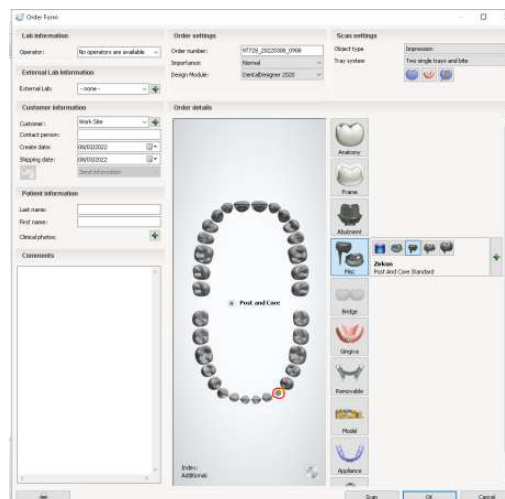 Order Form
Lab information
Operator:
No operators are available
External Lab information
External Lab:
- none -
Customer information
Customer:
Work Site
Contact person:
Create date:
08/03/2022
Shipping date:
08/03/2022
Send information
Patient information
Last name:
First name:
Clinical photos:
Comments
Order settings
Order number:
97728_20220308_0908
Importance:
Normal
Design Module:
DentalDesigner 2020
Order details
Post and Core
Index:
Additional:
Scan settings
Object type
Impression
Tray system
Two single trays and bite
Anatomy
Frame
Abutment
Misc
Zirkon
Post And Core Standard
Bridge
Gingiva
Removable
Model
Appliance
Scan
OK
Cancel